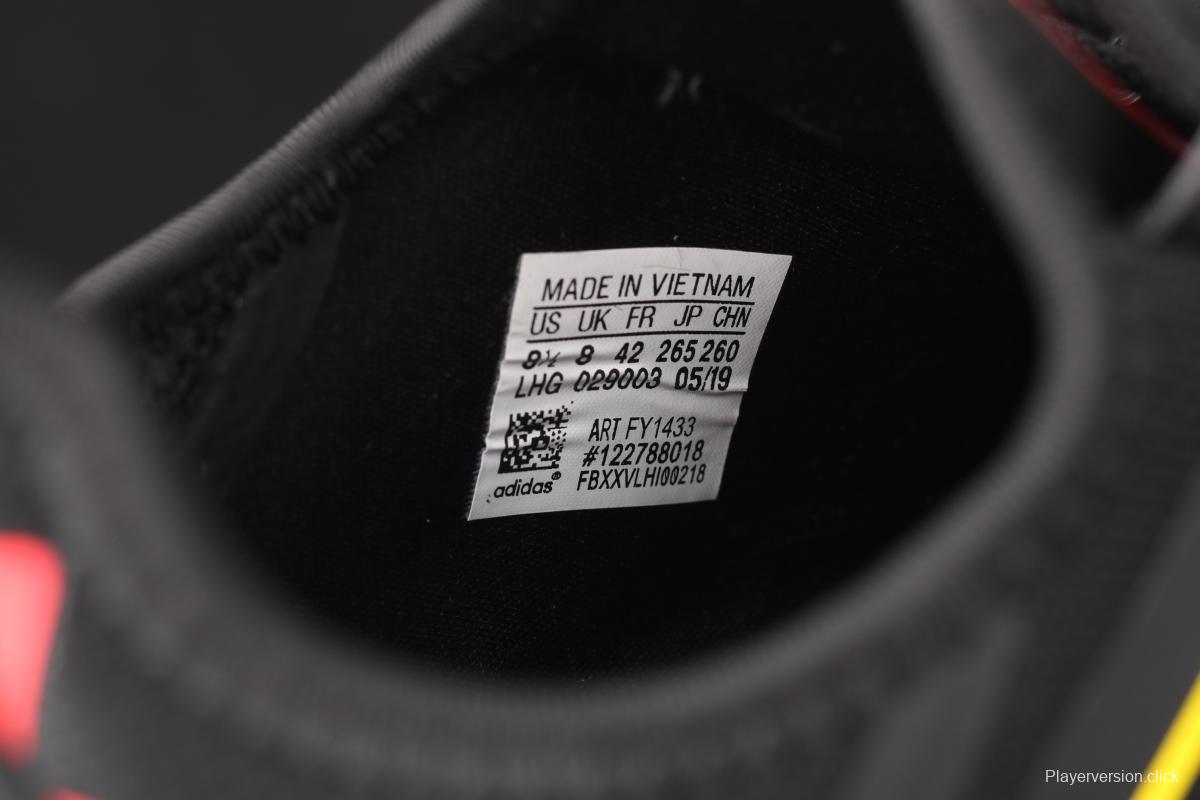 MADE IN VIETNAM
US UK FR JP CHN
8½ 8 42 265 260
LHG 029003 05/19
ART FY1433
#122788018
FBXXVLHI00218
adidas®
Playerversion.click